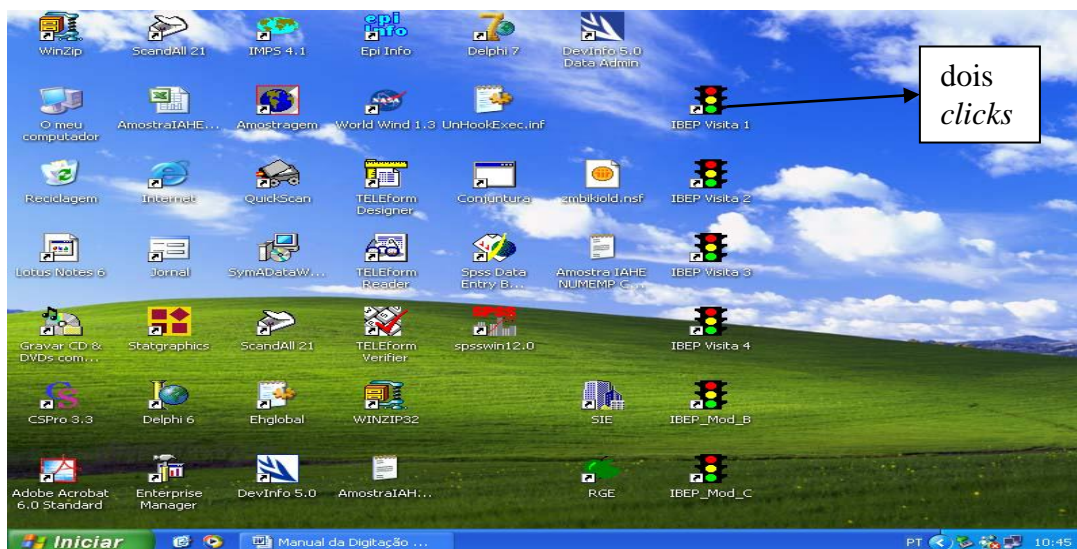 WinZip
ScandAll 21
IMPS 4.1
epi
info
Epi Info
Delphi 7
DevInfo 5.0
Data Admin
dois
clicks
O meu
computador
AmostraIAHE...
Amostragem
NASA
World Wind 1.3
UnHookExec.inf
IBEP Visita 1
Reciclagem
Internet
QuickScan
TELEform
Designer
Conjuntura
zmbikiold.nsf
IBEP Visita 2
Lotus Notes 6
Jornal
SymADataW...
TELEform
Reader
Spss Data
Entry B...
Amostra IAHE
NUMEMP C...
IBEP Visita 3
Gravar CD &
DVDs com...
Statgraphics
ScandAll 21
TELEform
Verifier
SPSS
spsswin12.0
IBEP Visita 4
CS
CSPro 3.3
Delphi 6
Ehglobal
WINZIP32
SIE
IBEP_Mod_B
Adobe Acrobat
6.0 Standard
Enterprise
Manager
DevInfo 5.0
AmostraIAH...
RGE
IBEP_Mod_C
Iniciar
Manual da Digitação ...
PT
10:45